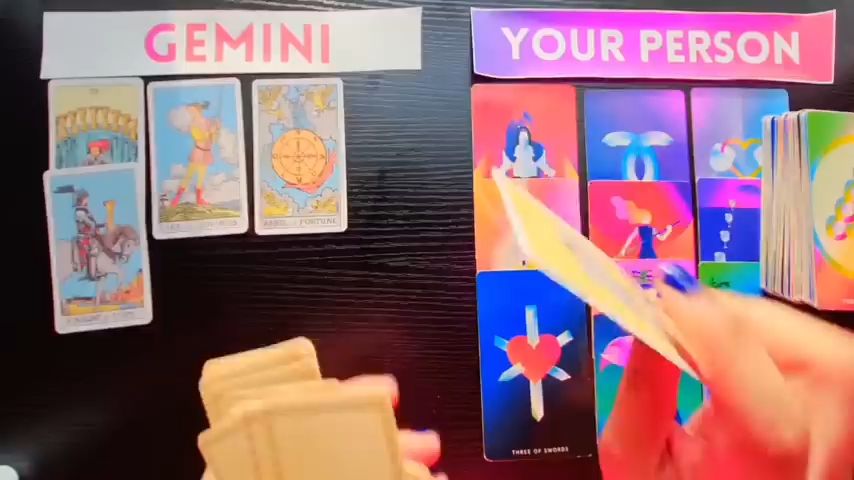 GEMINI
YOUR PERSON
WHEEL of FORTUNE
THREE OF SWORDS